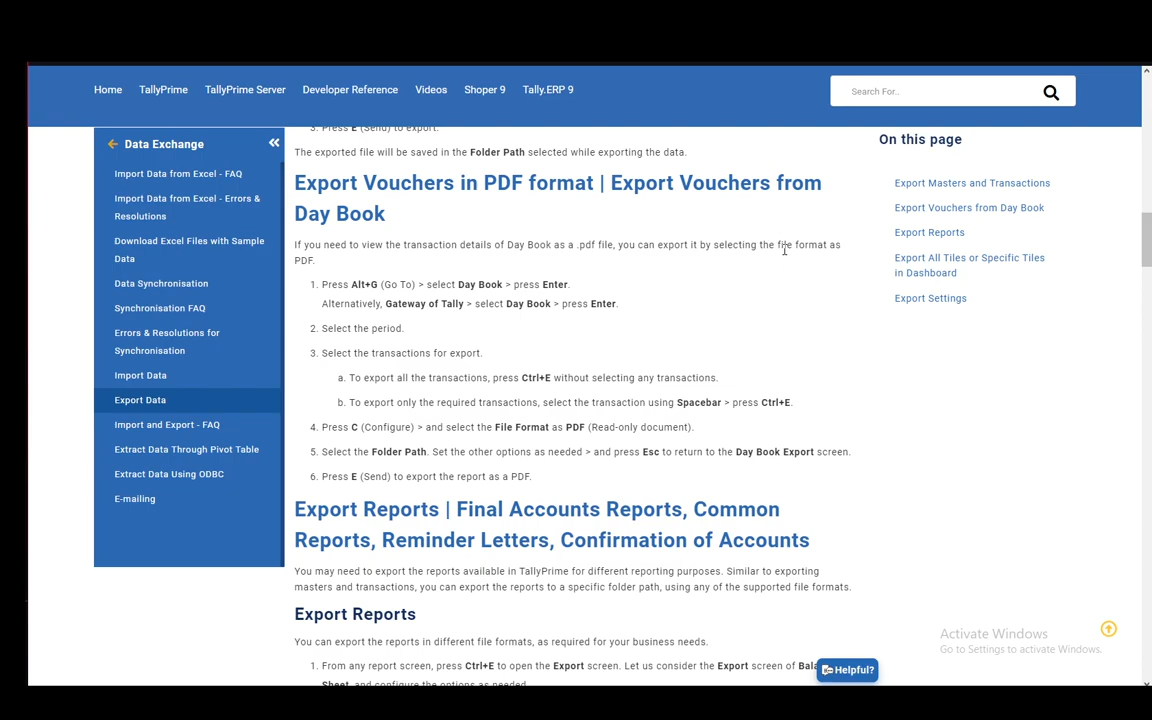 Home TallyPrime TallyPrime Server Developer Reference Videos Shoper 9 Tally.ERP 9
Search For..
Data Exchange
Import Data from Excel - FAQ
Import Data from Excel - Errors &
Resolutions
Download Excel Files with Sample
Data
Data Synchronisation
Synchronisation FAQ
Errors & Resolutions for
Synchronisation
Import Data
Export Data
Import and Export - FAQ
Extract Data Through Pivot Table
Extract Data Using ODBC
E-mailing
3. Press E (Send) to export.
The exported file will be saved in the Folder Path selected while exporting the data.
Export Vouchers in PDF format | Export Vouchers from
Day Book
If you need to view the transaction details of Day Book as a .pdf file, you can export it by selecting the file format as
PDF.
1. Press Alt+G (Go To) > select Day Book > press Enter.
Alternatively, Gateway of Tally > select Day Book > press Enter.
2. Select the period.
3. Select the transactions for export.
a. To export all the transactions, press Ctrl+E without selecting any transactions.
b. To export only the required transactions, select the transaction using Spacebar > press Ctrl+E.
4. Press C (Configure) > and select the File Format as PDF (Read-only document).
5. Select the Folder Path. Set the other options as needed > and press Esc to return to the Day Book Export screen.
6. Press E (Send) to export the report as a PDF.
Export Reports | Final Accounts Reports, Common
Reports, Reminder Letters, Confirmation of Accounts
You may need to export the reports available in TallyPrime for different reporting purposes. Similar to exporting
masters and transactions, you can export the reports to a specific folder path, using any of the supported file formats.
Export Reports
You can export the reports in different file formats, as required for your business needs.
1. From any report screen, press Ctrl+E to open the Export screen. Let us consider the Export screen of Bala
Sheet, and configure the options as needed.
On this page
Export Masters and Transactions
Export Vouchers from Day Book
Export Reports
Export All Tiles or Specific Tiles
in Dashboard
Export Settings
Activate Windows
Go to Settings to activate Windows.
Helpful?